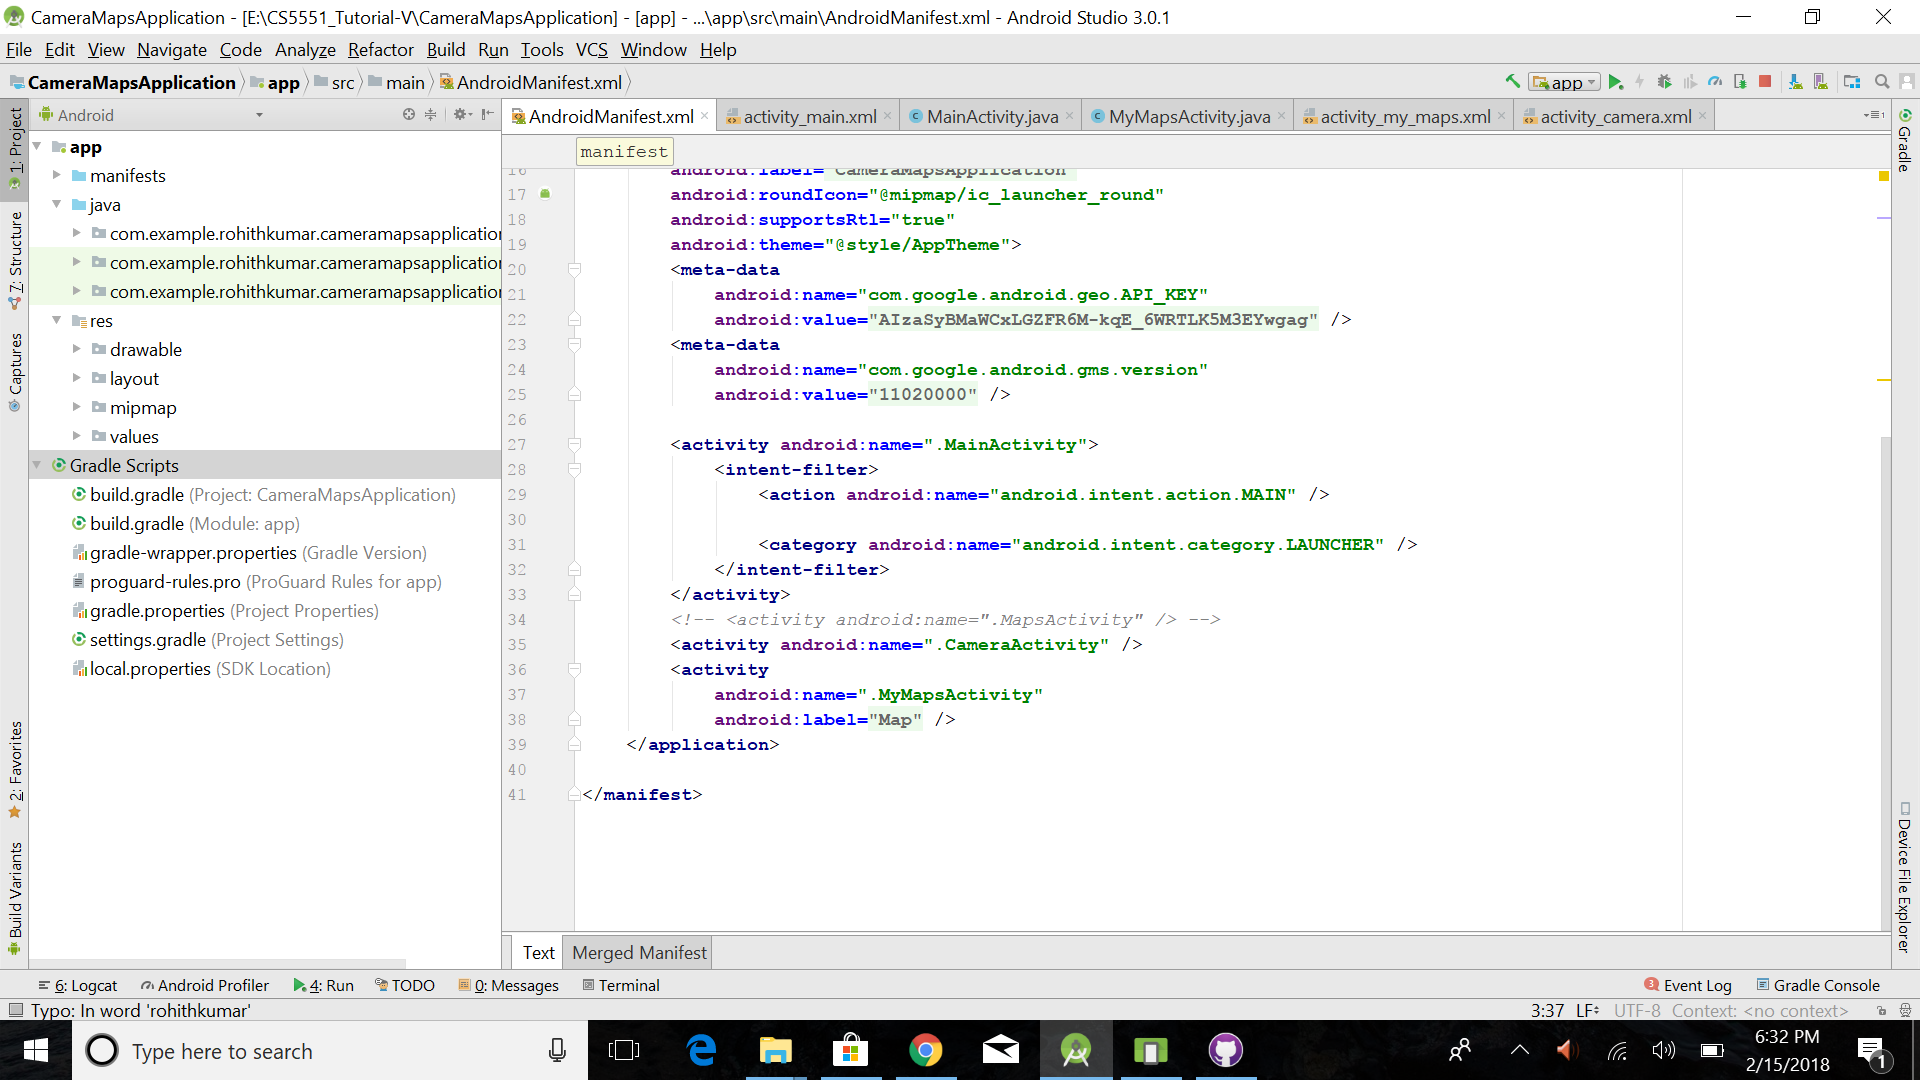 CameraMapsApplication - [E:\CS5551_Tutorial-V\CameraMapsApplication] - [app] - ...\app\src\main\AndroidManifest.xml - Android Studio 3.0.1
File Edit View Navigate Code Analyze Refactor Build Run Tools VCS Window Help
CameraMapsApplication app src main AndroidManifest.xml app
Android
AndroidManifest.xml activity_main.xml MainActivity.java MyMapsActivity.java activity_my_maps.xml activity_camera.xml
1: Project
7: Structure
Captures
2: Favorites
Build Variants
app
manifests
java
com.example.rohithkumar.cameramapsapplication
com.example.rohithkumar.cameramapsapplication
com.example.rohithkumar.cameramapsapplication
res
drawable
layout
mipmap
values
Gradle Scripts
build.gradle (Project: CameraMapsApplication)
build.gradle (Module: app)
gradle-wrapper.properties (Gradle Version)
proguard-rules.pro (ProGuard Rules for app)
gradle.properties (Project Properties)
settings.gradle (Project Settings)
local.properties (SDK Location)
manifest
16 android:label="CameraMapsApplication"
17 android:roundIcon="@mipmap/ic_launcher_round"
18 android:supportsRtl="true"
19 android:theme="@style/AppTheme">
20 <meta-data
21 android:name="com.google.android.geo.API_KEY"
22 android:value="AIzaSyBMaWCxLGZFR6M-kqE_6WRTLK5M3EYwgag" />
23 <meta-data
24 android:name="com.google.android.gms.version"
25 android:value="11020000" />
26
27 <activity android:name=".MainActivity">
28 <intent-filter>
29 <action android:name="android.intent.action.MAIN" />
30
31 <category android:name="android.intent.category.LAUNCHER" />
32 </intent-filter>
33 </activity>
34 <!-- <activity android:name=".MapsActivity" /> -->
35 <activity android:name=".CameraActivity" />
36 <activity
37 android:name=".MyMapsActivity"
38 android:label="Map" />
39 </application>
40
41 </manifest>
Gradle
Device File Explorer
Text Merged Manifest
6: Logcat Android Profiler 4: Run TODO 0: Messages Terminal 3 Event Log Gradle Console
Typo: In word 'rohithkumar' 3:37 LF UTF-8 Context: <no context>
Type here to search
6:32 PM
2/15/2018
1